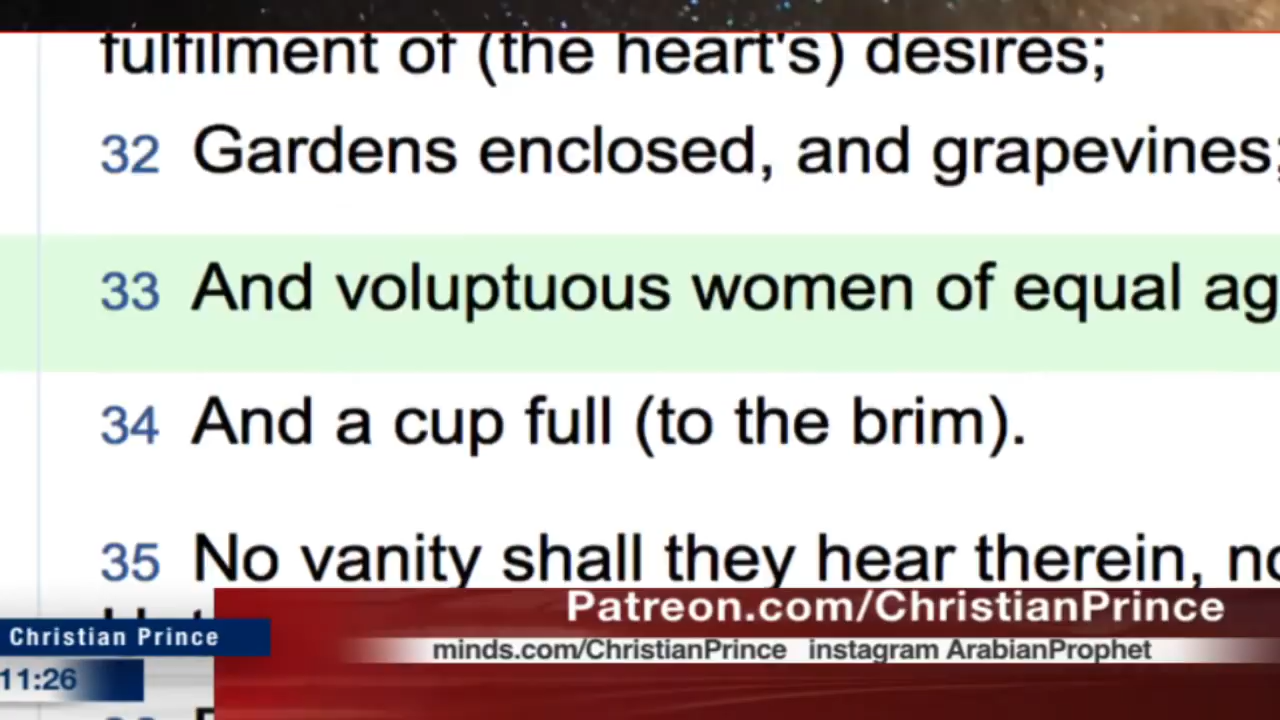 fulfilment of (the heart's) desires;
32 Gardens enclosed, and grapevines;
33 And voluptuous women of equal ag
34 And a cup full (to the brim).
35 No vanity shall they hear therein, no
Patreon.com/ChristianPrince
Christian Prince
minds.com/ChristianPrince instagram ArabianProphet
11:26